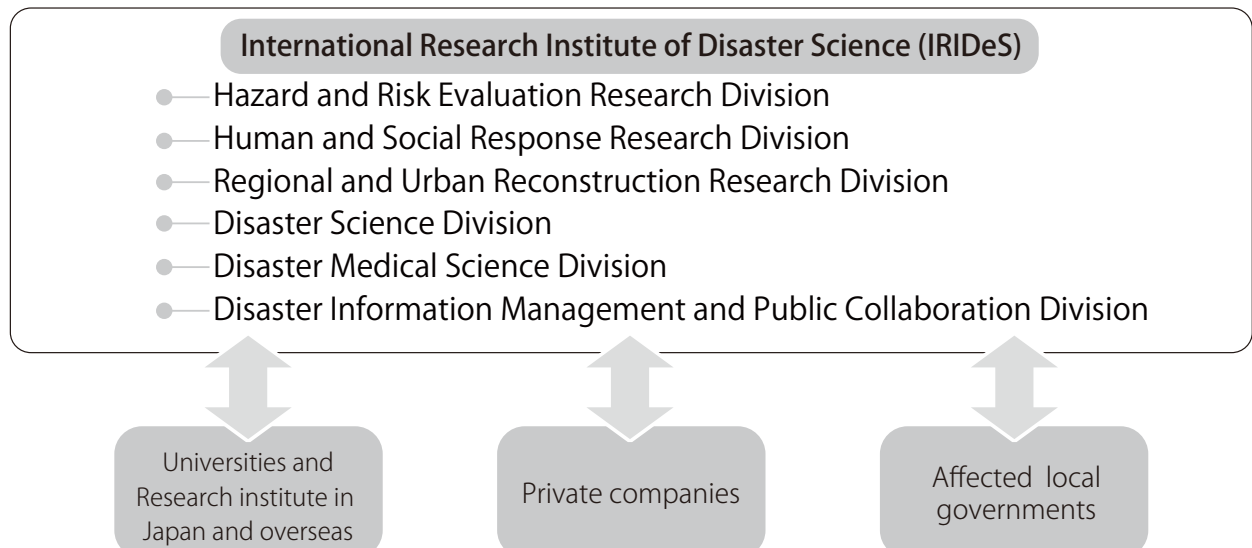 International Research Institute of Disaster Science (IRIDeS)
Hazard and Risk Evaluation Research Division
Human and Social Response Research Division
Regional and Urban Reconstruction Research Division
Disaster Science Division
Disaster Medical Science Division
Disaster Information Management and Public Collaboration Division
Universities and
Research institute in
Japan and overseas
Private companies
Affected local
governments